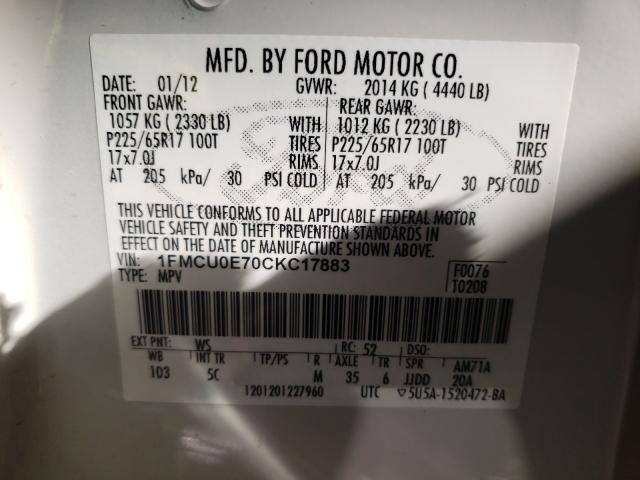 MFD. BY FORD MOTOR CO.
DATE: 01/12 GVWR: 2014 KG ( 4440 LB)
FRONT GAWR: REAR GAWR:
1057 KG ( 2330 LB) WITH 1012 KG ( 2230 LB) WITH
P225/65R17 100T TIRES P225/65R17 100T TIRES
17x7.0J RIMS 17x7.0J RIMS
AT 205 kPa/ 30 PSI COLD AT 205 kPa/ 30 PSI COLD
THIS VEHICLE CONFORMS TO ALL APPLICABLE FEDERAL MOTOR
VEHICLE SAFETY AND THEFT PREVENTION STANDARDS IN
EFFECT ON THE DATE OF MANUFACTURE SHOWN ABOVE.
VIN: 1FMCU0E70CKC17883 F0076
TYPE: MPV T0208
EXT PNT: WS RC: 52 DSO:
WB INT TR TP/PS R AXLE TR SPR AM71A
103 5C M 35 6 JJDD 20A
1201201227960 UTC ▽5U5A-1520472-BA